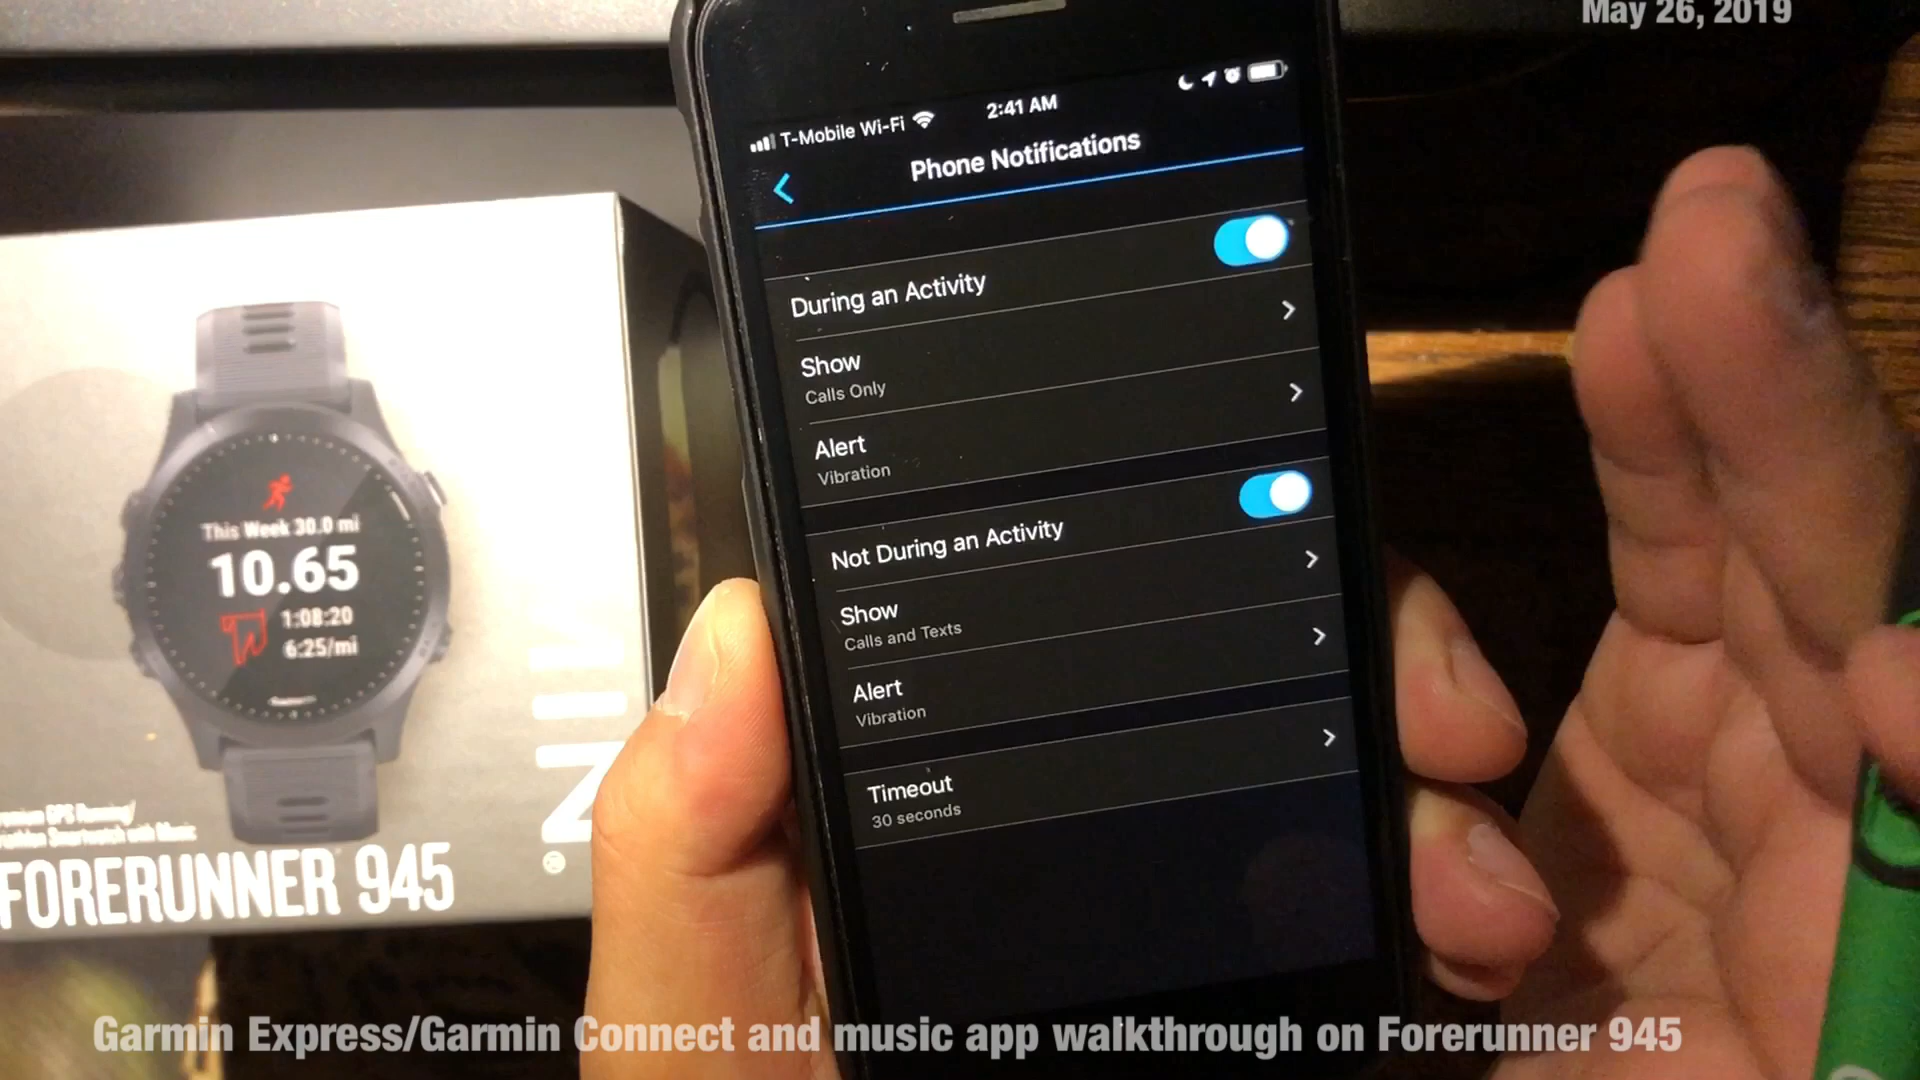 May 26, 2019
T-Mobile Wi-Fi
2:41 AM
Phone Notifications
During an Activity
Show
Calls Only
Alert
Vibration
Not During an Activity
Show
Calls and Texts
Alert
Vibration
Timeout
30 seconds
This Week 30.0 mi
10.65
1:08:20
6:25/mi
Smartwatch with Music
FORERUNNER 945
Garmin Express/Garmin Connect and music app walkthrough on Forerunner 945